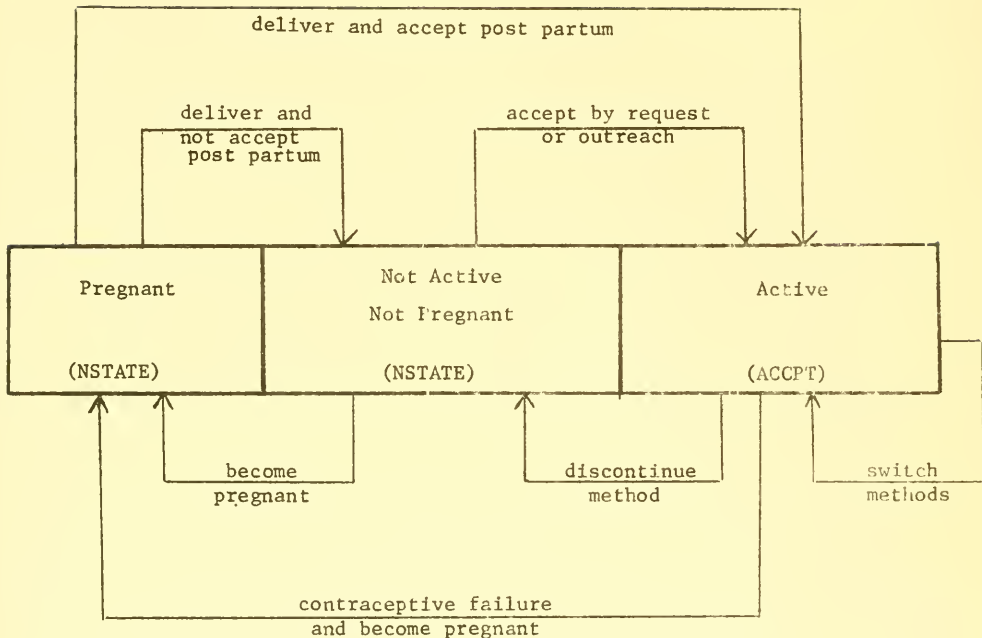 deliver and accept post partum
deliver and
not accept
post partum
accept by request
or outreach
Pregnant
(NSTATE)
Not Active
Not Pregnant
(NSTATE)
Active
(ACCPT)
become
pregnant
discontinue
method
switch
methods
contraceptive failure
and become pregnant